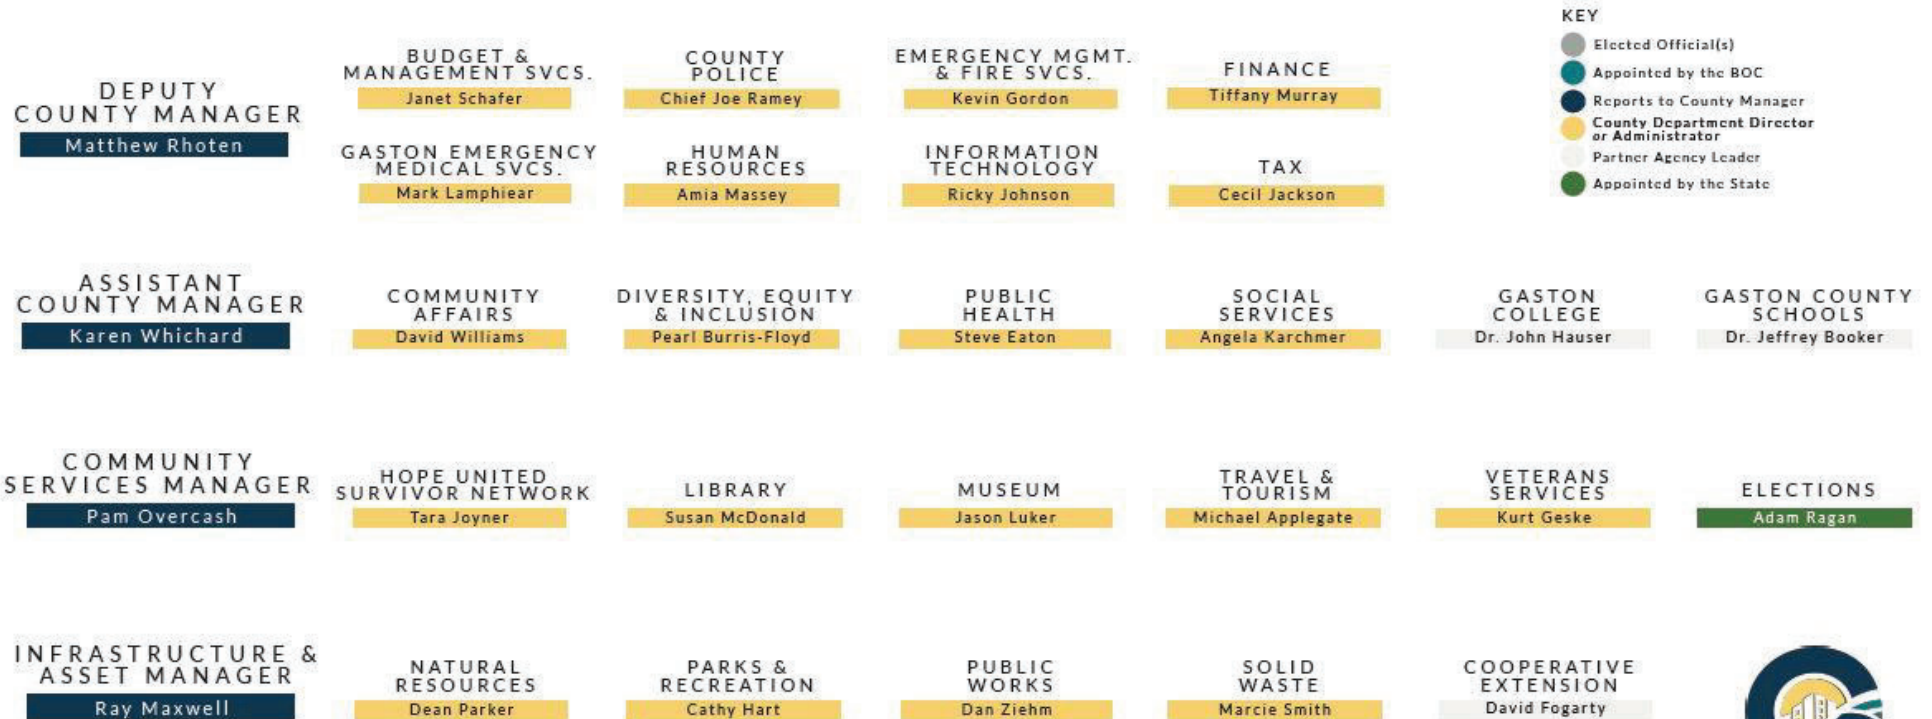 DEPUTY
COUNTY MANAGER
Matthew Rhoten
BUDGET &
MANAGEMENT SVCS.
Janet Schafer
COUNTY
POLICE
Chief Joe Ramey
EMERGENCY MGMT.
& FIRE SVCS.
Kevin Gordon
FINANCE
Tiffany Murray
GASTON EMERGENCY
MEDICAL SVCS.
Mark Lamphiear
HUMAN
RESOURCES
Amia Massey
INFORMATION
TECHNOLOGY
Ricky Johnson
TAX
Cecil Jackson
KEY
Elected Official(s)
Appointed by the BOC
Reports to County Manager
County Department Director
or Administrator
Partner Agency Leader
Appointed by the State
ASSISTANT
COUNTY MANAGER
Karen Whichard
COMMUNITY
AFFAIRS
David Williams
DIVERSITY, EQUITY
& INCLUSION
Pearl Burris-Floyd
PUBLIC
HEALTH
Steve Eaton
SOCIAL
SERVICES
Angela Karchmer
GASTON
COLLEGE
Dr. John Hauser
GASTON COUNTY
SCHOOLS
Dr. Jeffrey Booker
COMMUNITY
SERVICES MANAGER
Pam Overcash
HOPE UNITED
SURVIVOR NETWORK
Tara Joyner
LIBRARY
Susan McDonald
MUSEUM
Jason Luker
TRAVEL &
TOURISM
Michael Applegate
VETERANS
SERVICES
Kurt Geske
ELECTIONS
Adam Ragan
INFRASTRUCTURE &
ASSET MANAGER
Ray Maxwell
NATURAL
RESOURCES
Dean Parker
PARKS &
RECREATION
Cathy Hart
PUBLIC
WORKS
Dan Ziehm
SOLID
WASTE
Marcie Smith
COOPERATIVE
EXTENSION
David Fogarty